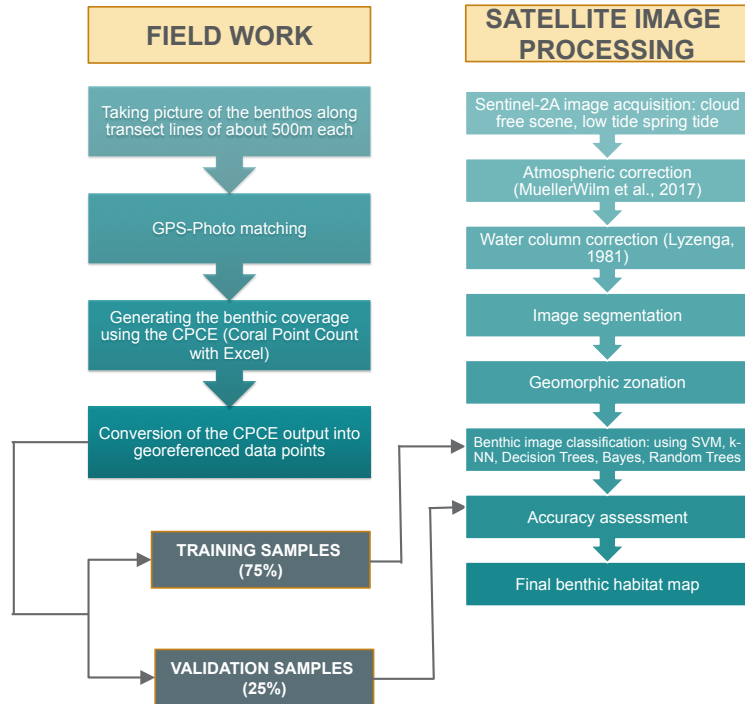 FIELD WORK
Taking picture of the benthos along
transect lines of about 500m each
GPS-Photo matching
Generating the benthic coverage
using the CPCE (Coral Point Count
with Excel)
Conversion of the CPCE output into
georeferenced data points
TRAINING SAMPLES
(75%)
VALIDATION SAMPLES
(25%)
SATELLITE IMAGE
PROCESSING
Sentinel-2A image acquisition: cloud
free scene, low tide spring tide
Atmospheric correction
(MuellerWilm et al., 2017)
Water column correction (Lyzenga,
1981)
Image segmentation
Geomorphic zonation
Benthic image classification: using SVM, k-
NN, Decision Trees, Bayes, Random Trees
Accuracy assessment
Final benthic habitat map